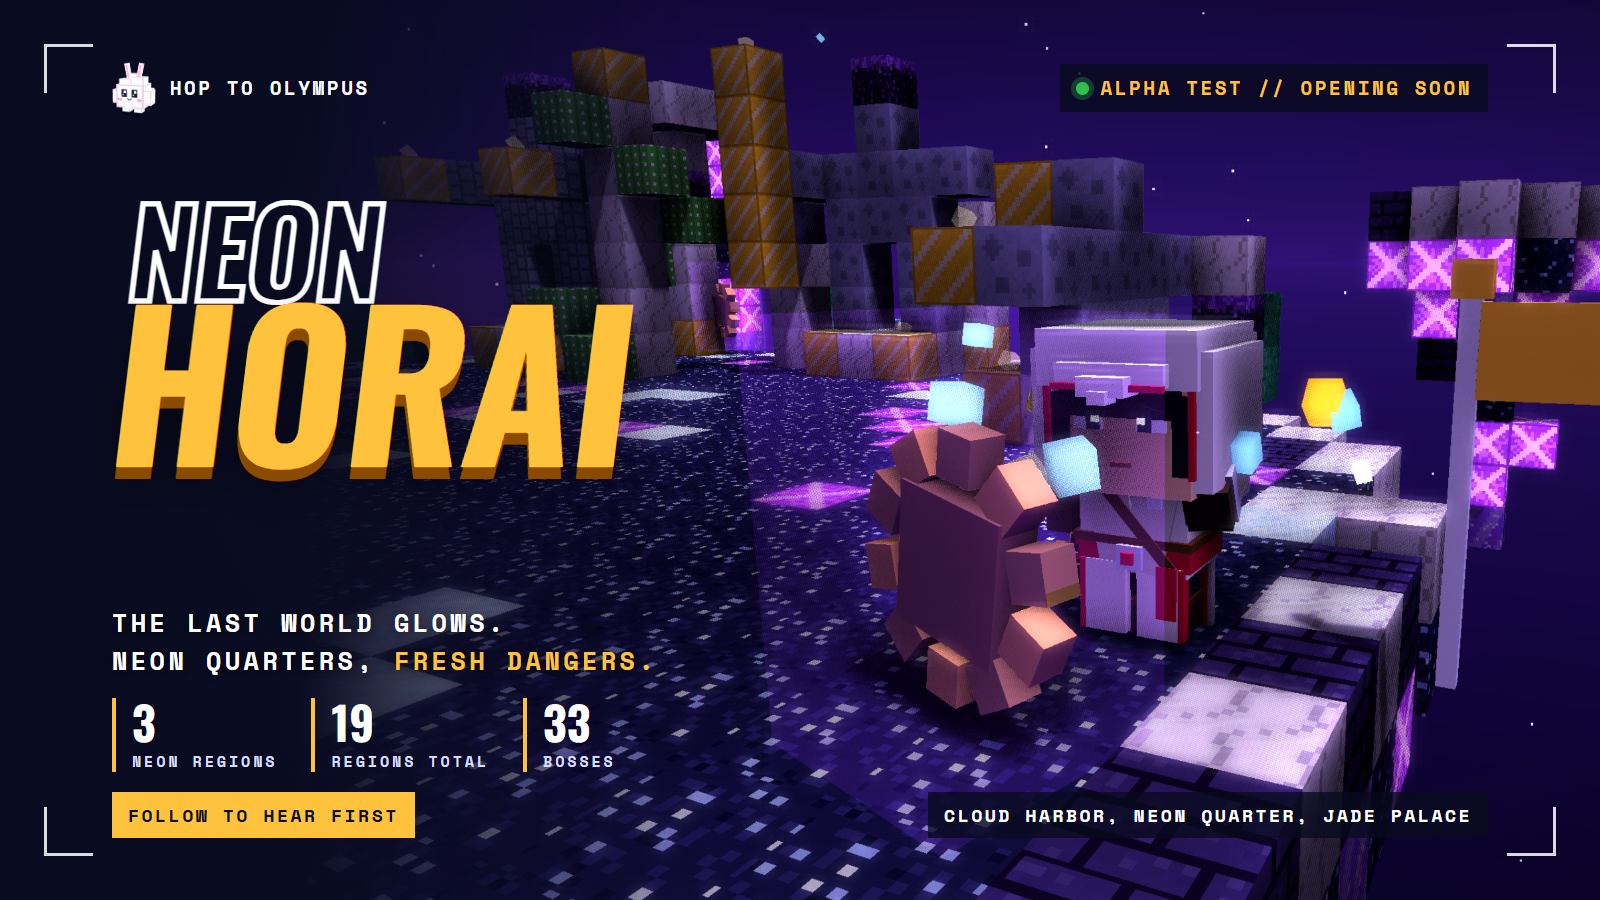 HOP TO OLYMPUS
ALPHA TEST // OPENING SOON
NEON
HORAI
THE LAST WORLD GLOWS.
NEON QUARTERS, FRESH DANGERS.
3
NEON REGIONS
19
REGIONS TOTAL
33
BOSSES
FOLLOW TO HEAR FIRST
CLOUD HARBOR, NEON QUARTER, JADE PALACE